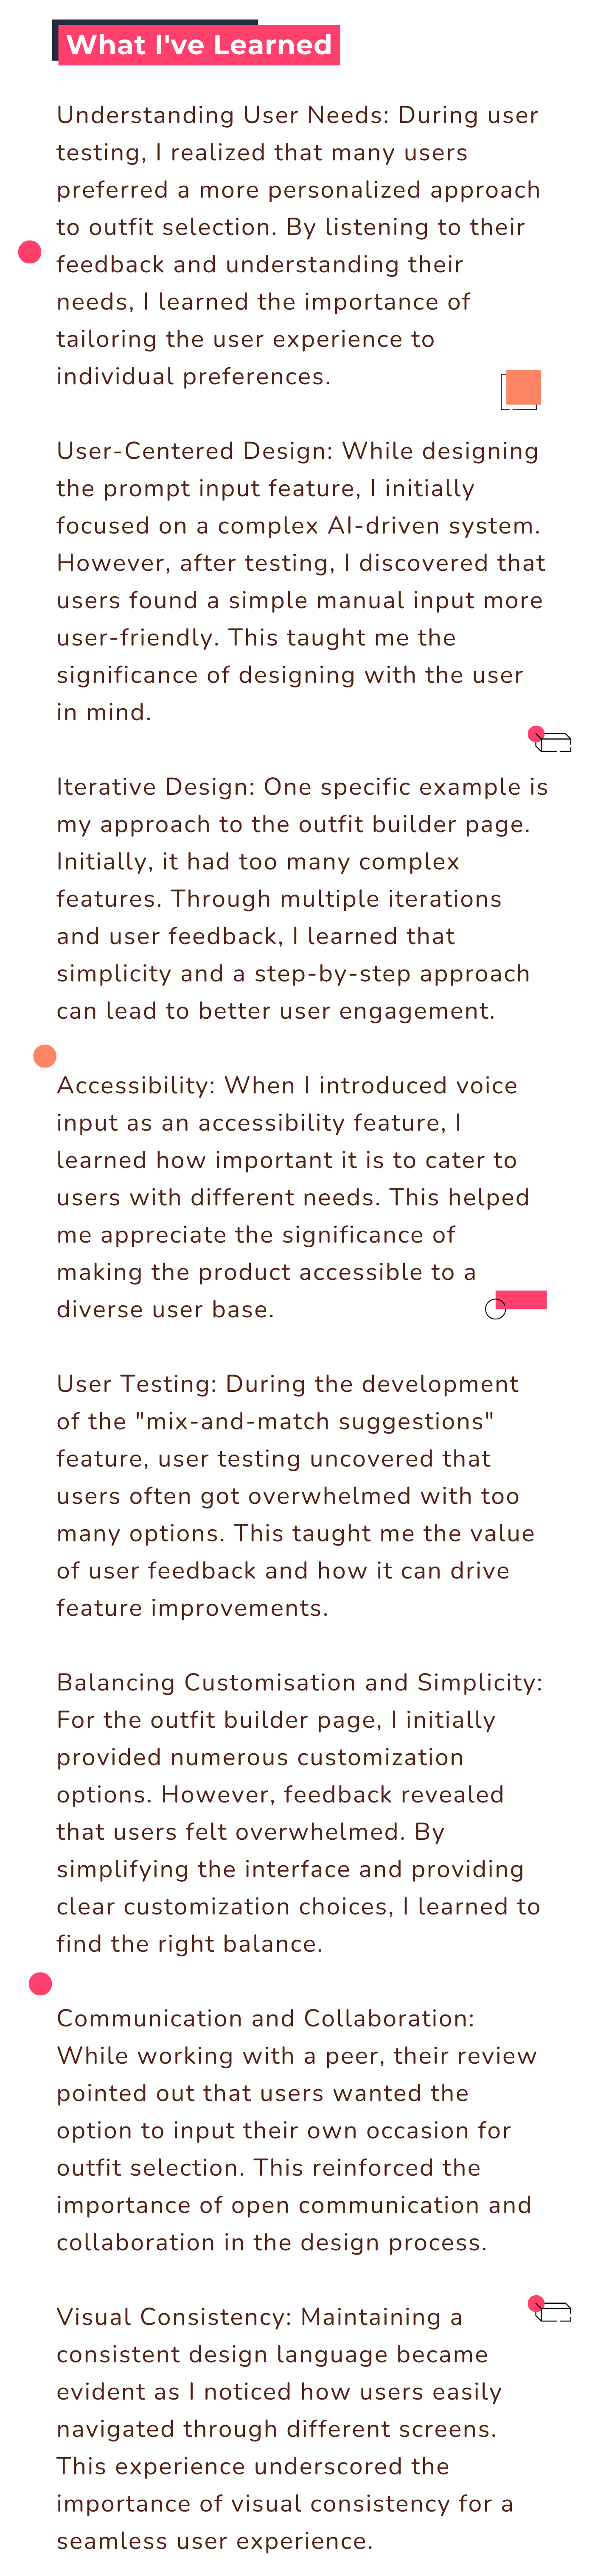 What I've Learned
Understanding User Needs: During user
testing, I realized that many users
preferred a more personalized approach
to outfit selection. By listening to their
feedback and understanding their
needs, I learned the importance of
tailoring the user experience to
individual preferences.
User-Centered Design: While designing
the prompt input feature, I initially
focused on a complex AI-driven system.
However, after testing, I discovered that
users found a simple manual input more
user-friendly. This taught me the
significance of designing with the user
in mind.
Iterative Design: One specific example is
my approach to the outfit builder page.
Initially, it had too many complex
features. Through multiple iterations
and user feedback, I learned that
simplicity and a step-by-step approach
can lead to better user engagement.
Accessibility: When I introduced voice
input as an accessibility feature, I
learned how important it is to cater to
users with different needs. This helped
me appreciate the significance of
making the product accessible to a
diverse user base.
User Testing: During the development
of the "mix-and-match suggestions"
feature, user testing uncovered that
users often got overwhelmed with too
many options. This taught me the value
of user feedback and how it can drive
feature improvements.
Balancing Customisation and Simplicity:
For the outfit builder page, I initially
provided numerous customization
options. However, feedback revealed
that users felt overwhelmed. By
simplifying the interface and providing
clear customization choices, I learned to
find the right balance.
Communication and Collaboration:
While working with a peer, their review
pointed out that users wanted the
option to input their own occasion for
outfit selection. This reinforced the
importance of open communication and
collaboration in the design process.
Visual Consistency: Maintaining a
consistent design language became
evident as I noticed how users easily
navigated through different screens.
This experience underscored the
importance of visual consistency for a
seamless user experience.